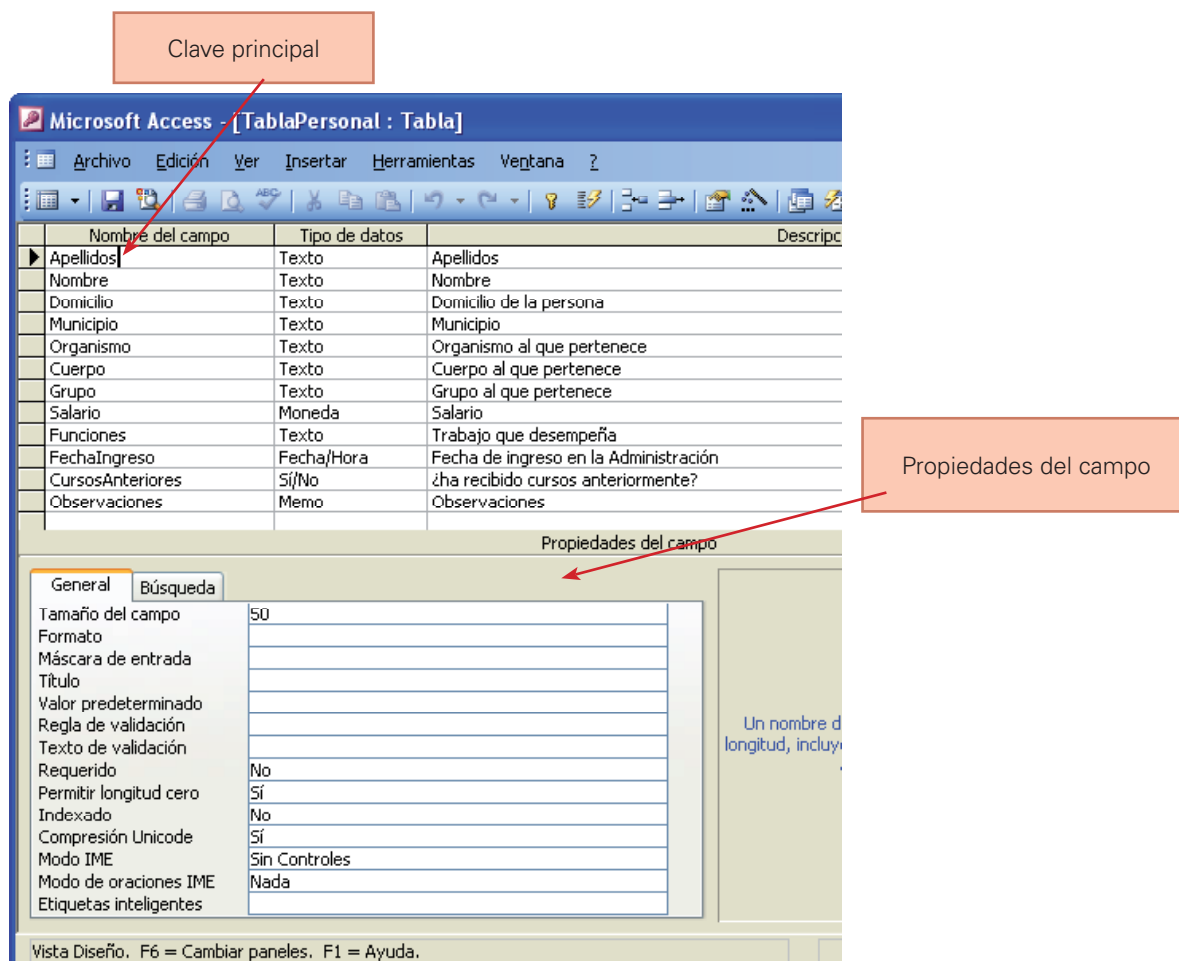 Clave principal
Microsoft Access - [TablaPersonal : Tabla]
Archivo Edición Ver Insertar Herramientas Ventana ?
Nombre del campo Tipo de datos Descripc
Apellidos Texto Apellidos
Nombre Texto Nombre
Domicilio Texto Domicilio de la persona
Municipio Texto Municipio
Organismo Texto Organismo al que pertenece
Cuerpo Texto Cuerpo al que pertenece
Grupo Texto Grupo al que pertenece
Salario Moneda Salario
Funciones Texto Trabajo que desempeña
FechaIngreso Fecha/Hora Fecha de ingreso en la Administración
CursosAnteriores Sí/No ¿ha recibido cursos anteriormente?
Observaciones Memo Observaciones
Propiedades del campo
Propiedades del campo
General Búsqueda
Tamaño del campo 50
Formato
Máscara de entrada
Título
Valor predeterminado
Regla de validación
Texto de validación
Requerido No
Permitir longitud cero Sí
Indexado No
Compresión Unicode Sí
Modo IME Sin Controles
Modo de oraciones IME Nada
Etiquetas inteligentes
Un nombre d
longitud, incluy
Vista Diseño. F6 = Cambiar paneles. F1 = Ayuda.